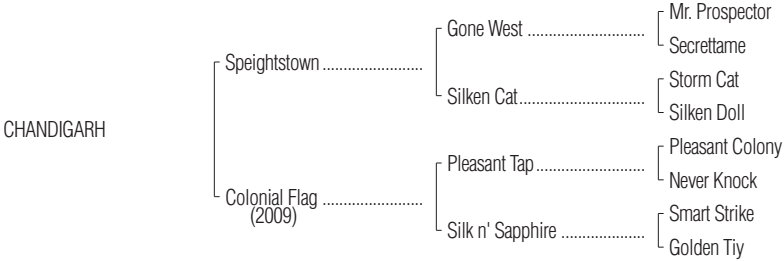 Mr. Prospector
Gone West ............................
Secrettame
Speightstown ........................
Storm Cat
Silken Cat..............................
Silken Doll
CHANDIGARH
Pleasant Colony
Pleasant Tap..........................
Never Knock
Colonial Flag ........................
(2009)
Smart Strike
Silk n' Sapphire ....................
Golden Tiy